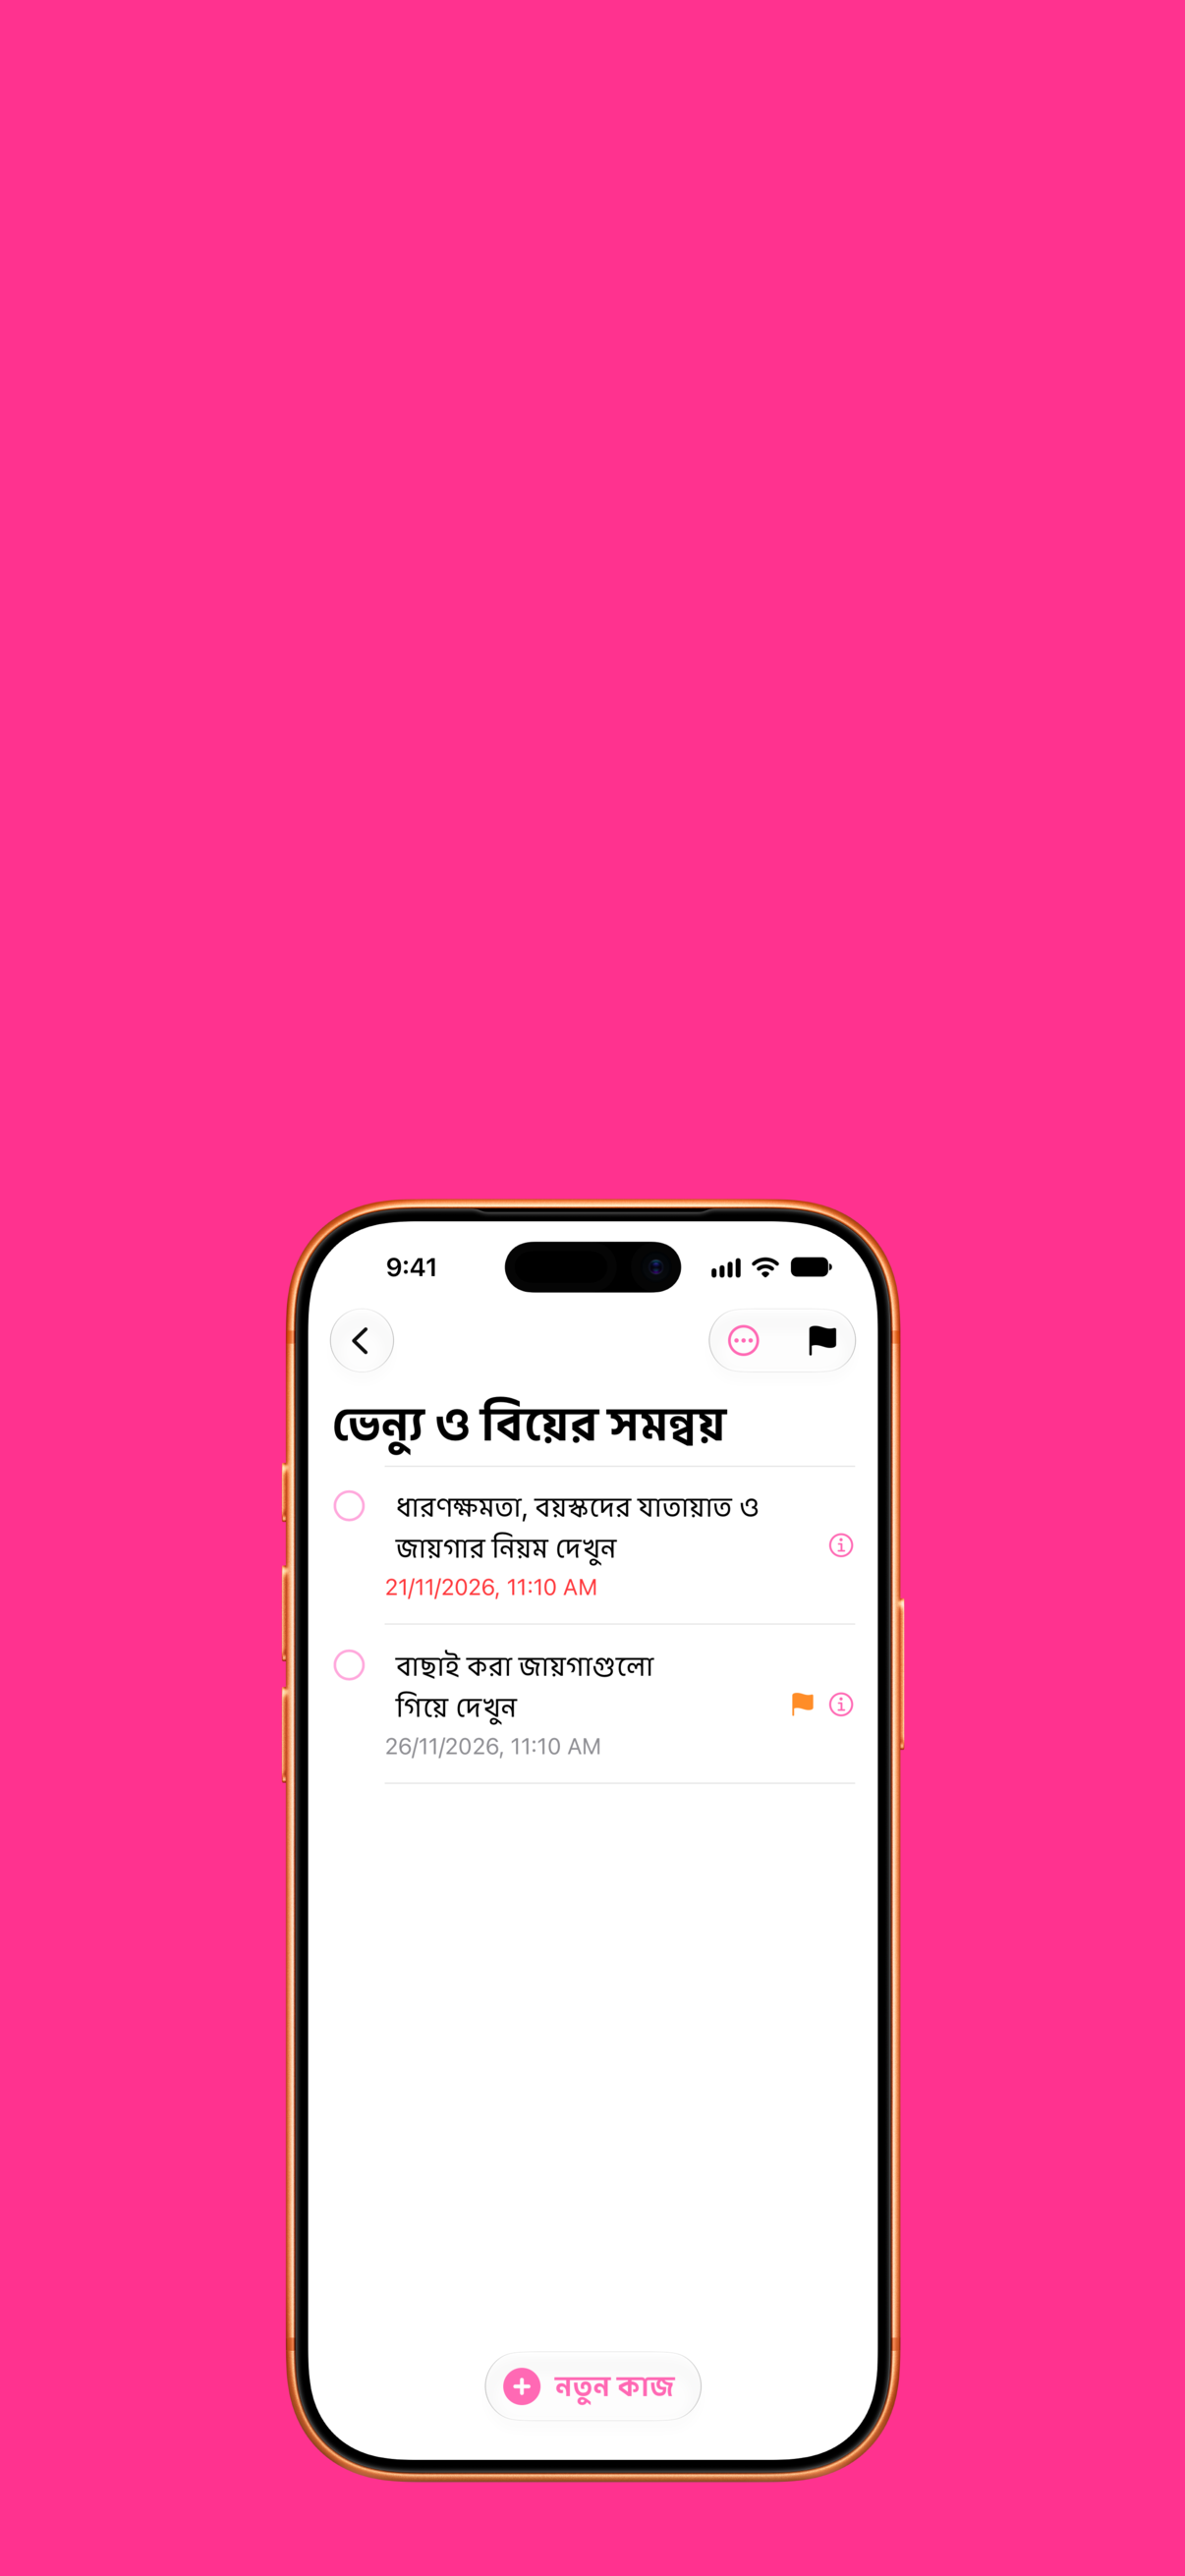 9:41
ভেন্যু ও বিয়ের সমন্বয়
ধারণক্ষমতা, বয়স্কদের যাতায়াত ও
জায়গার নিয়ম দেখুন
21/11/2026, 11:10 AM
বাছাই করা জায়গাগুলো
গিয়ে দেখুন
26/11/2026, 11:10 AM
নতুন কাজ